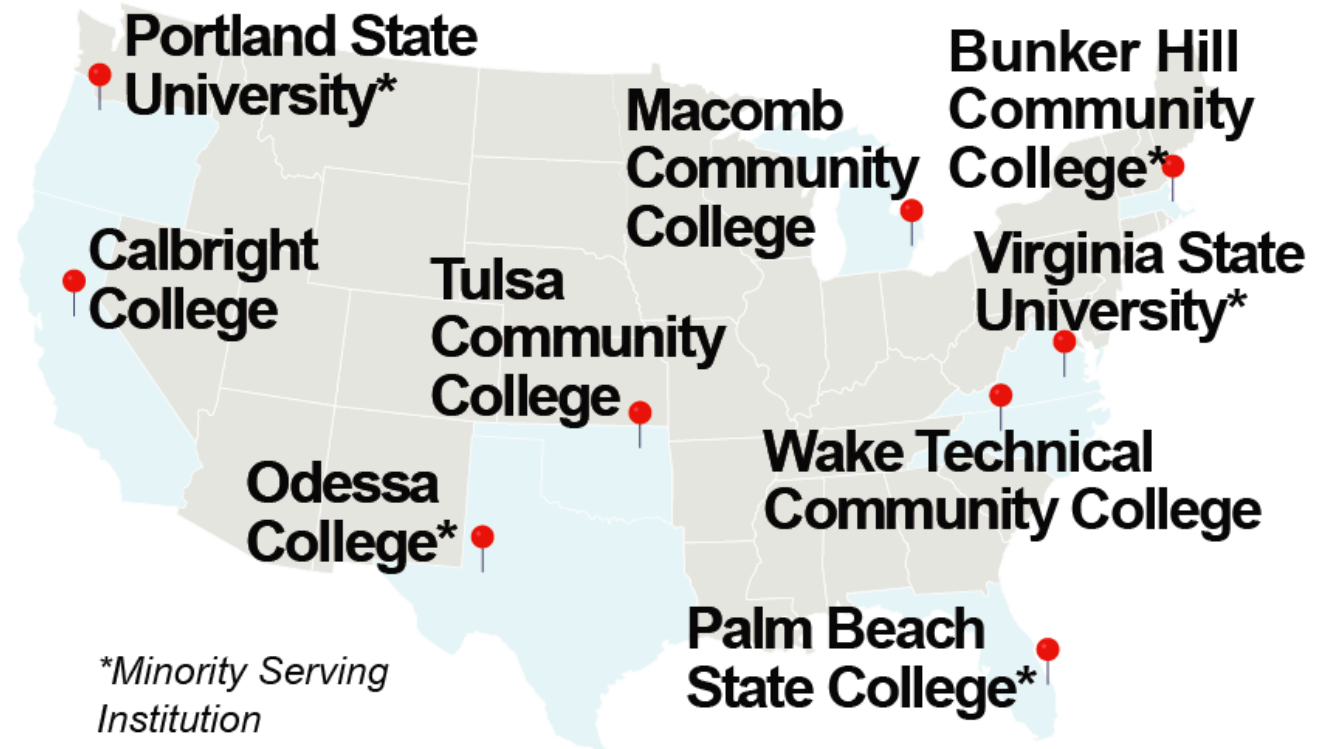 Portland State
University*
Bunker Hill
Community
College*
Macomb
Community
College
Calbright
College
Virginia State
University*
Tulsa
Community
College
Wake Technical
Community College
Odessa
College*
Palm Beach
State College*
*Minority Serving
Institution